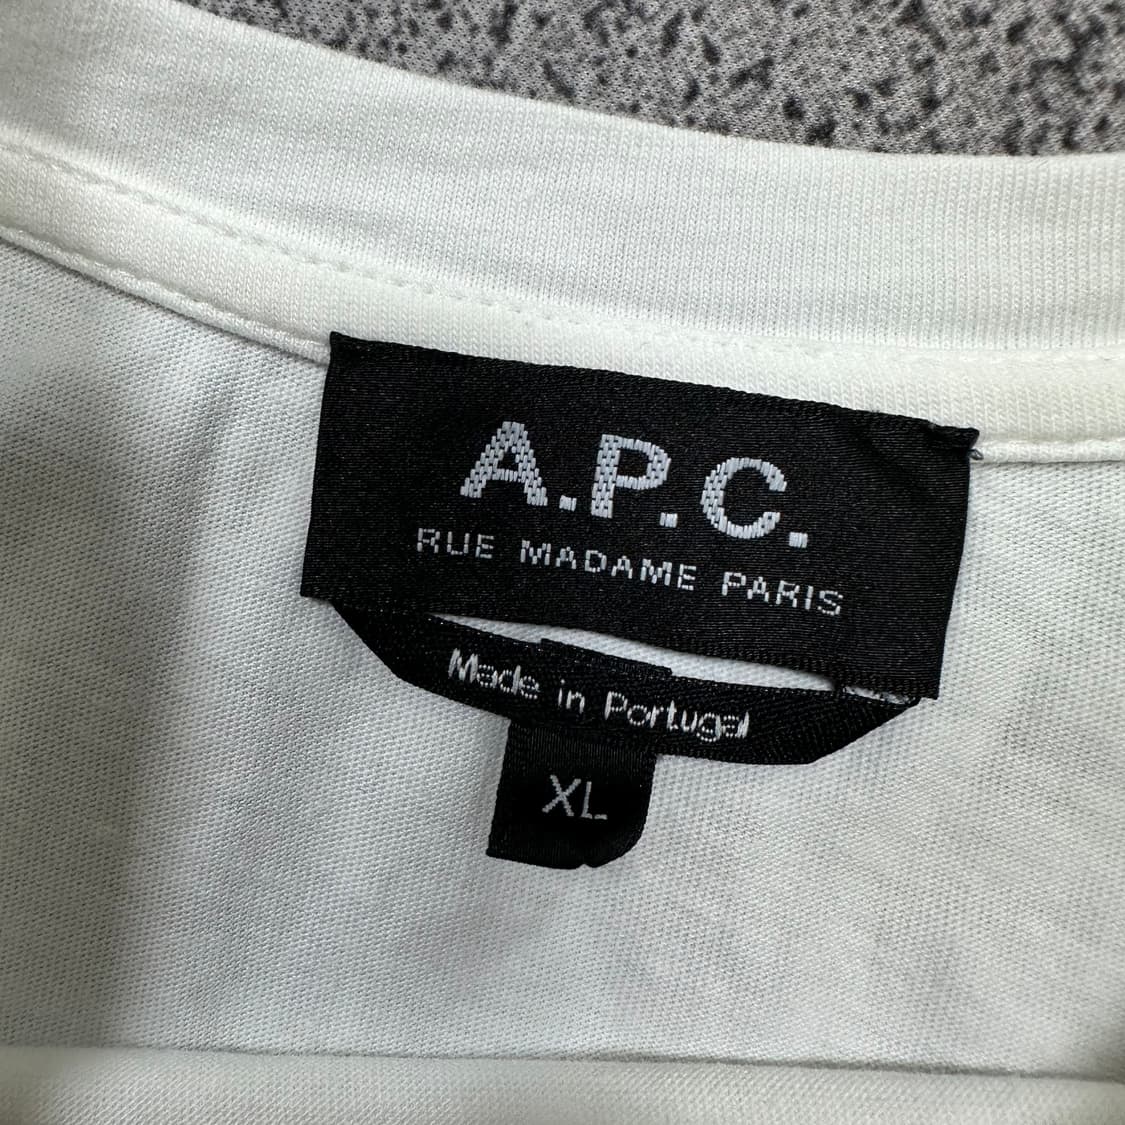 A.P.C.
RUE MADAME PARIS
Made in Portugal
XL